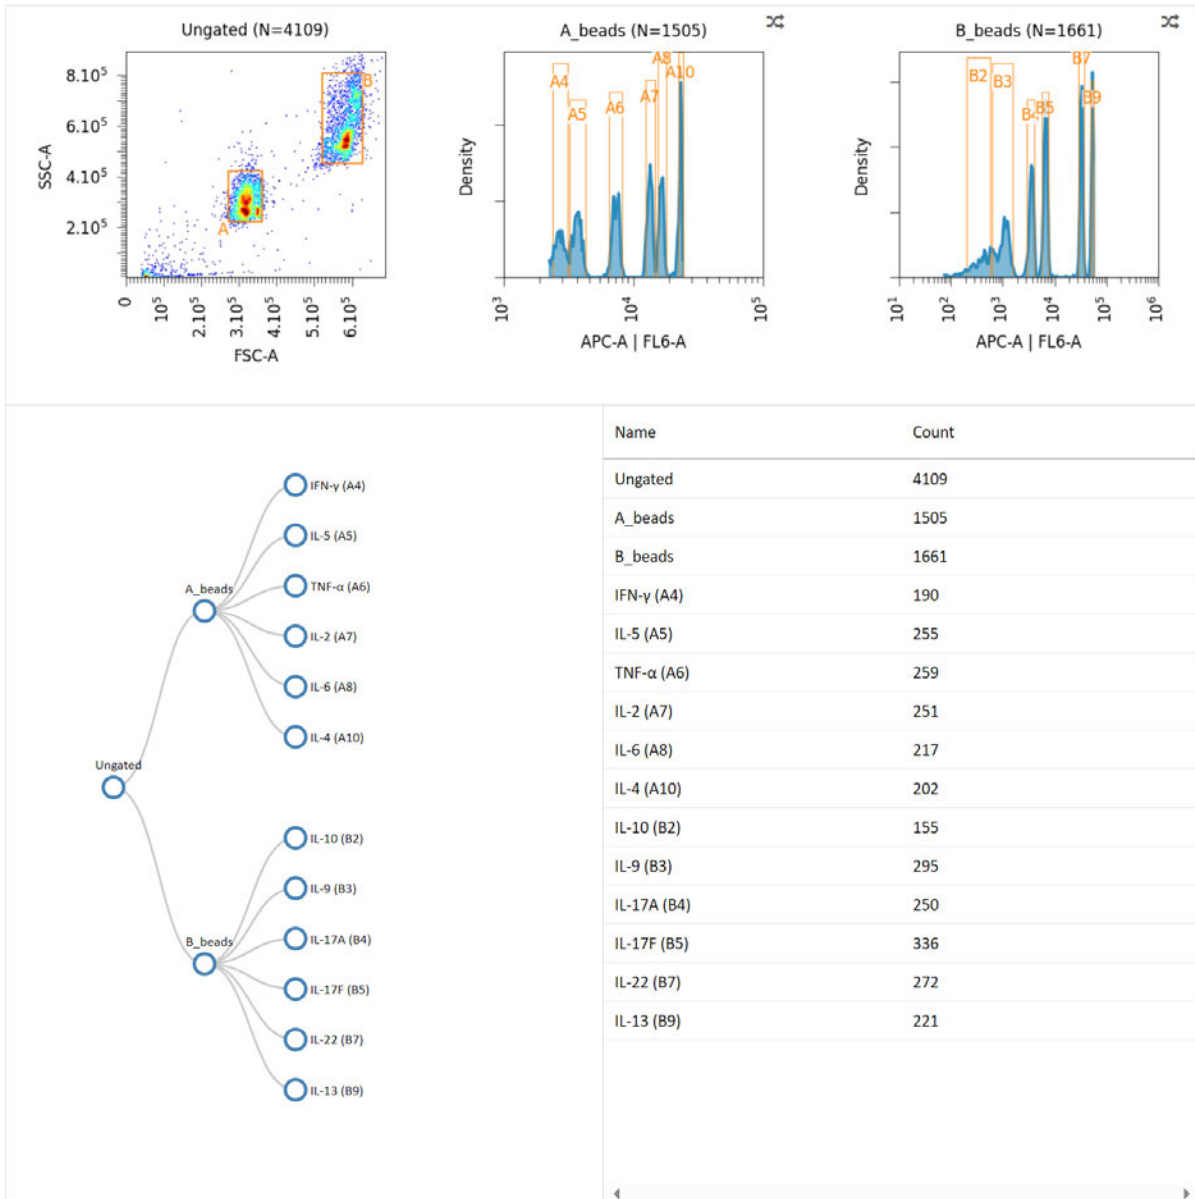 Ungated (N=4109)
SSC-A
8.10⁵
6.10⁵
4.10⁵
2.10⁵
B
A
0
10⁵
2.10⁵
3.10⁵
4.10⁵
5.10⁵
6.10⁵
FSC-A
A_beads (N=1505)
Density
A4
A5
A6
A7
A8
A10
10³
10⁴
10⁵
APC-A | FL6-A
B_beads (N=1661)
Density
B2
B3
B4
B5
B7
B9
10¹
10²
10³
10⁴
10⁵
10⁶
APC-A | FL6-A
Ungated
A_beads
IFN-γ (A4)
IL-5 (A5)
TNF-α (A6)
IL-2 (A7)
IL-6 (A8)
IL-4 (A10)
B_beads
IL-10 (B2)
IL-9 (B3)
IL-17A (B4)
IL-17F (B5)
IL-22 (B7)
IL-13 (B9)
Name Count
Ungated 4109
A_beads 1505
B_beads 1661
IFN-γ (A4) 190
IL-5 (A5) 255
TNF-α (A6) 259
IL-2 (A7) 251
IL-6 (A8) 217
IL-4 (A10) 202
IL-10 (B2) 155
IL-9 (B3) 295
IL-17A (B4) 250
IL-17F (B5) 336
IL-22 (B7) 272
IL-13 (B9) 221